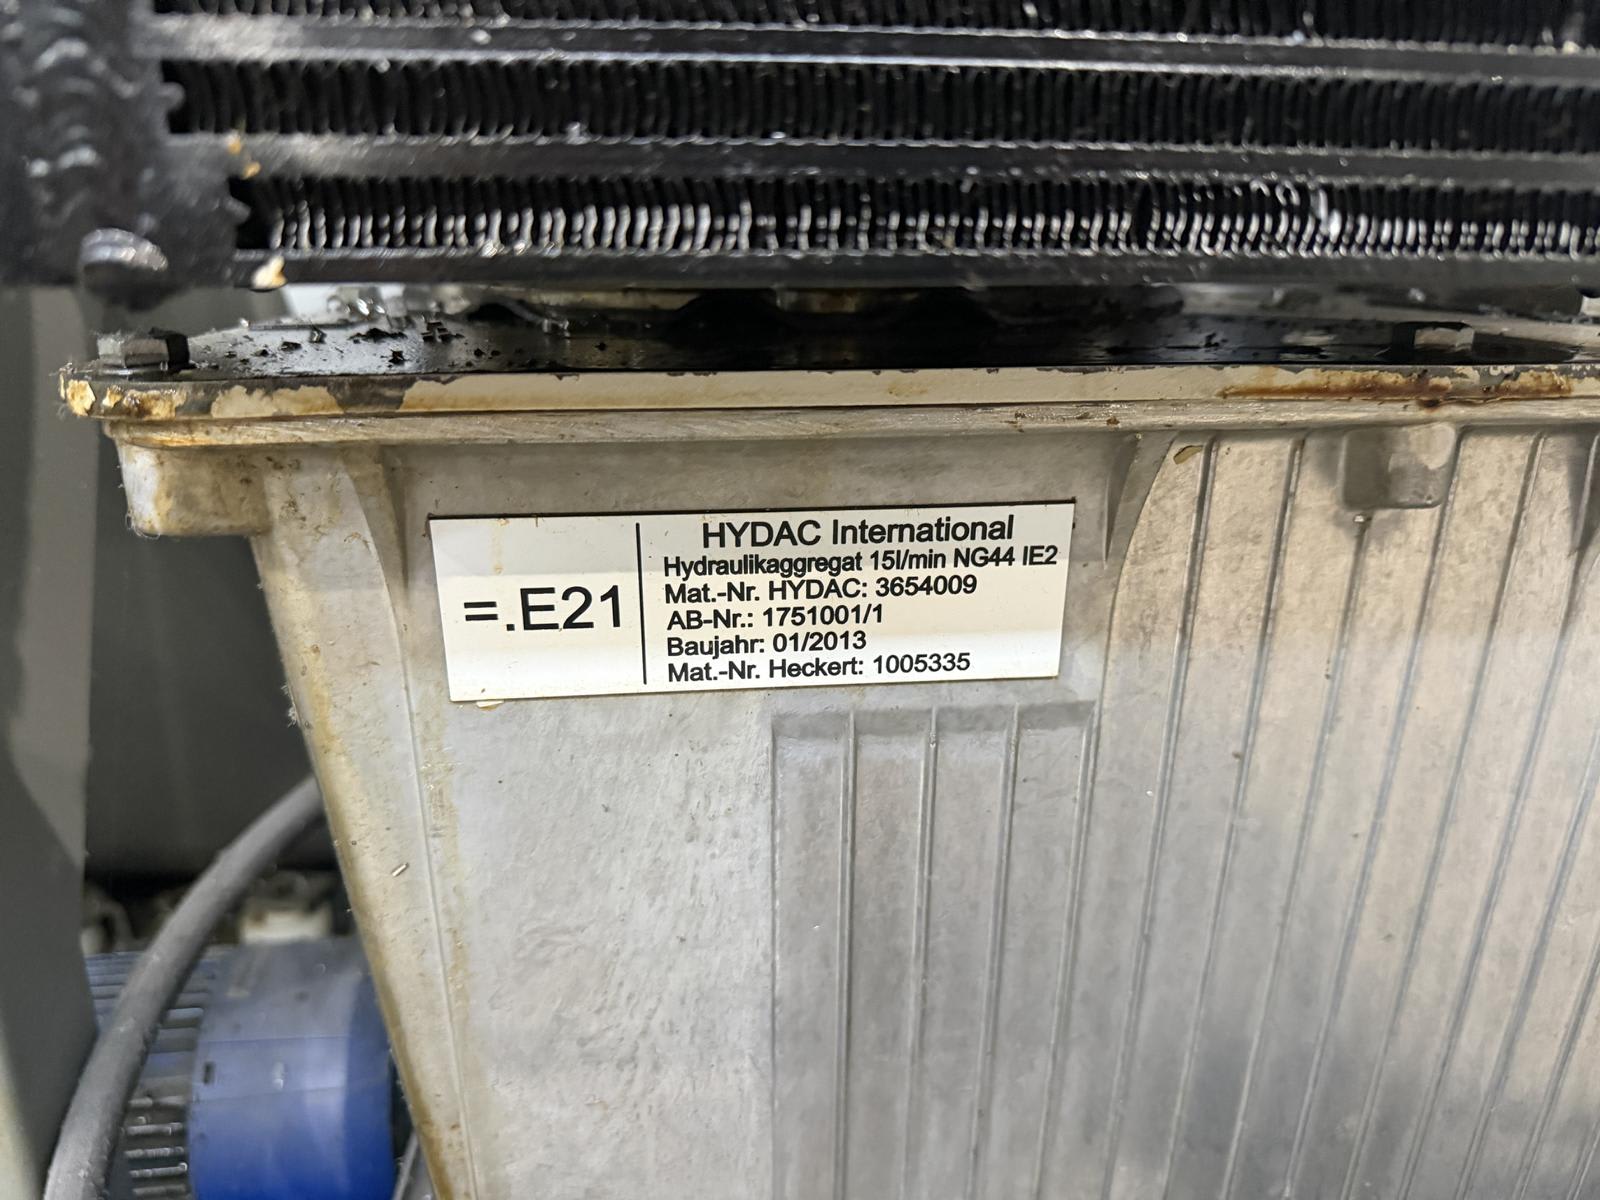 =.E21
HYDAC International
Hydraulikaggregat 15l/min NG44 IE2
Mat.-Nr. HYDAC: 3654009
AB-Nr.: 1751001/1
Baujahr: 01/2013
Mat.-Nr. Heckert: 1005335